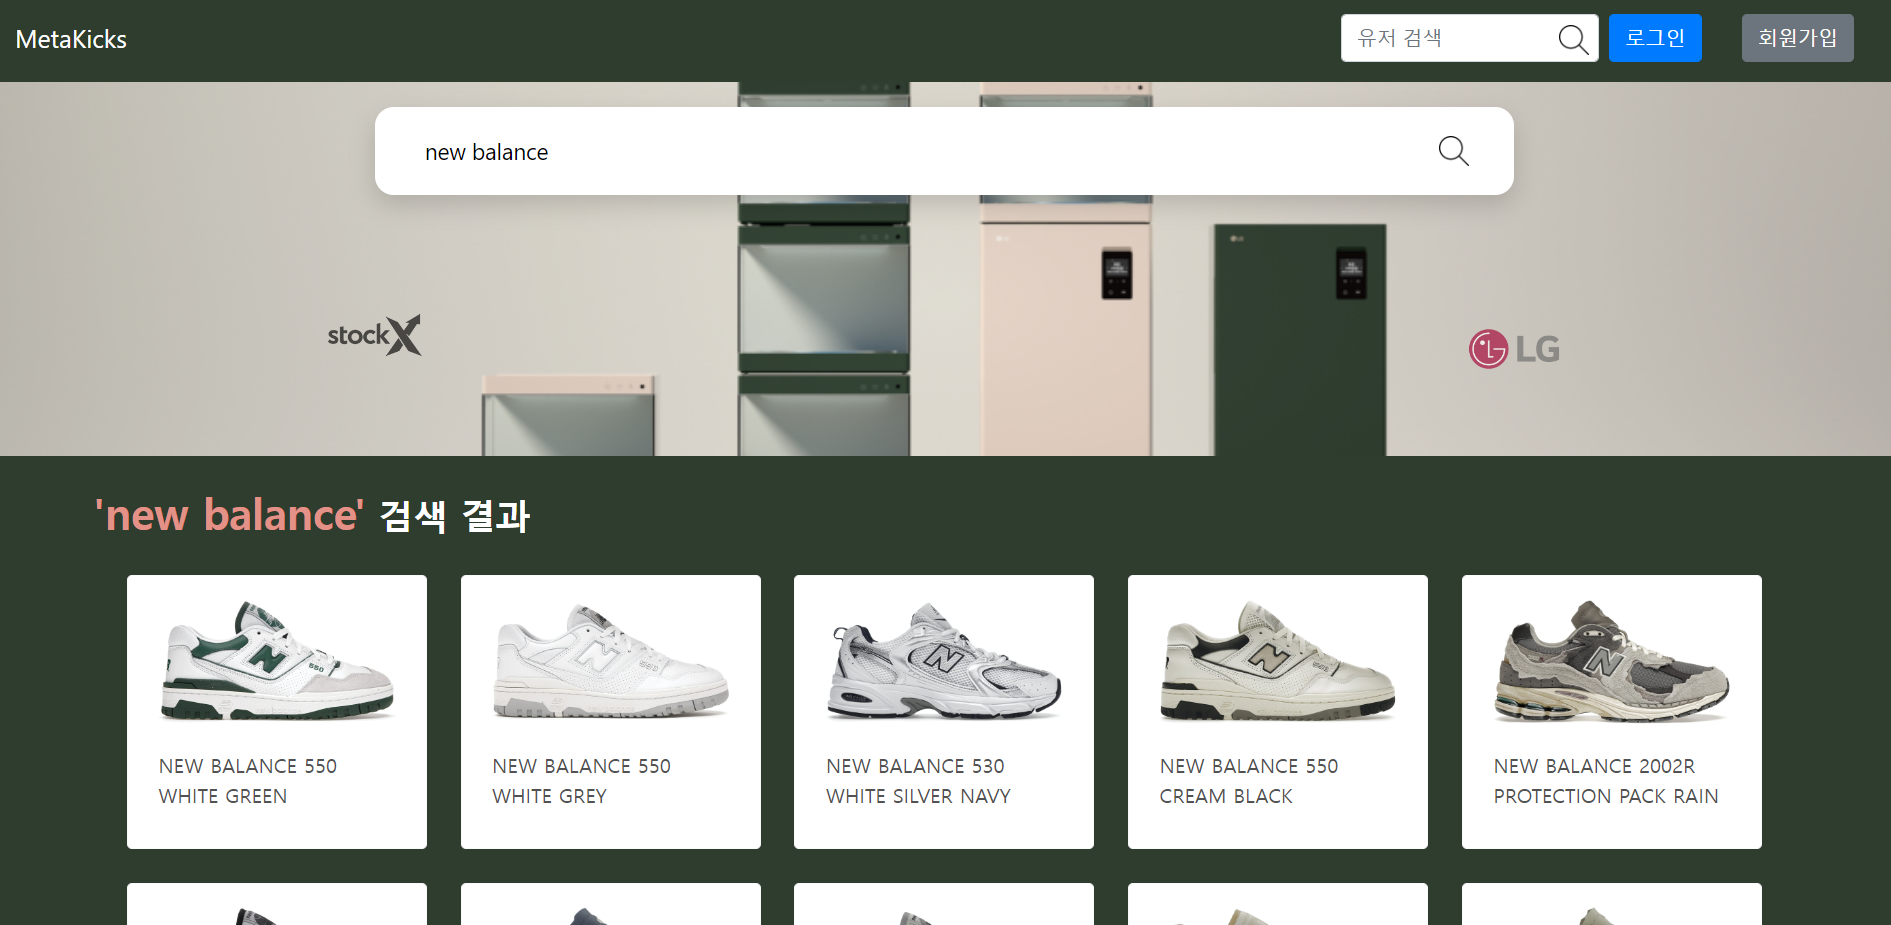 MetaKicks
유저 검색
로그인
회원가입
new balance
stockX
LG
'new balance' 검색 결과
NEW BALANCE 550
WHITE GREEN
NEW BALANCE 550
WHITE GREY
NEW BALANCE 530
WHITE SILVER NAVY
NEW BALANCE 550
CREAM BLACK
NEW BALANCE 2002R
PROTECTION PACK RAIN